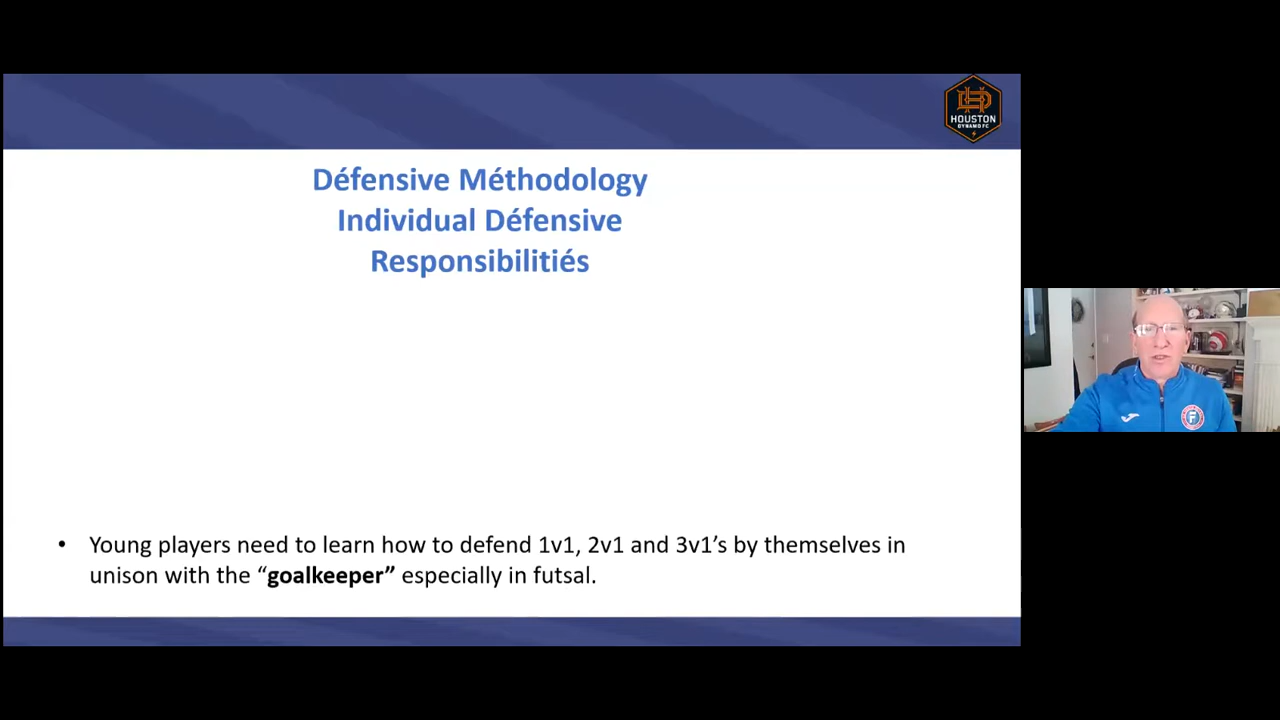 HOUSTON
DYNAMO FC
Défensive Méthodology
Individual Défensive
Responsibilitiés
• Young players need to learn how to defend 1v1, 2v1 and 3v1’s by themselves in
unison with the “goalkeeper” especially in futsal.